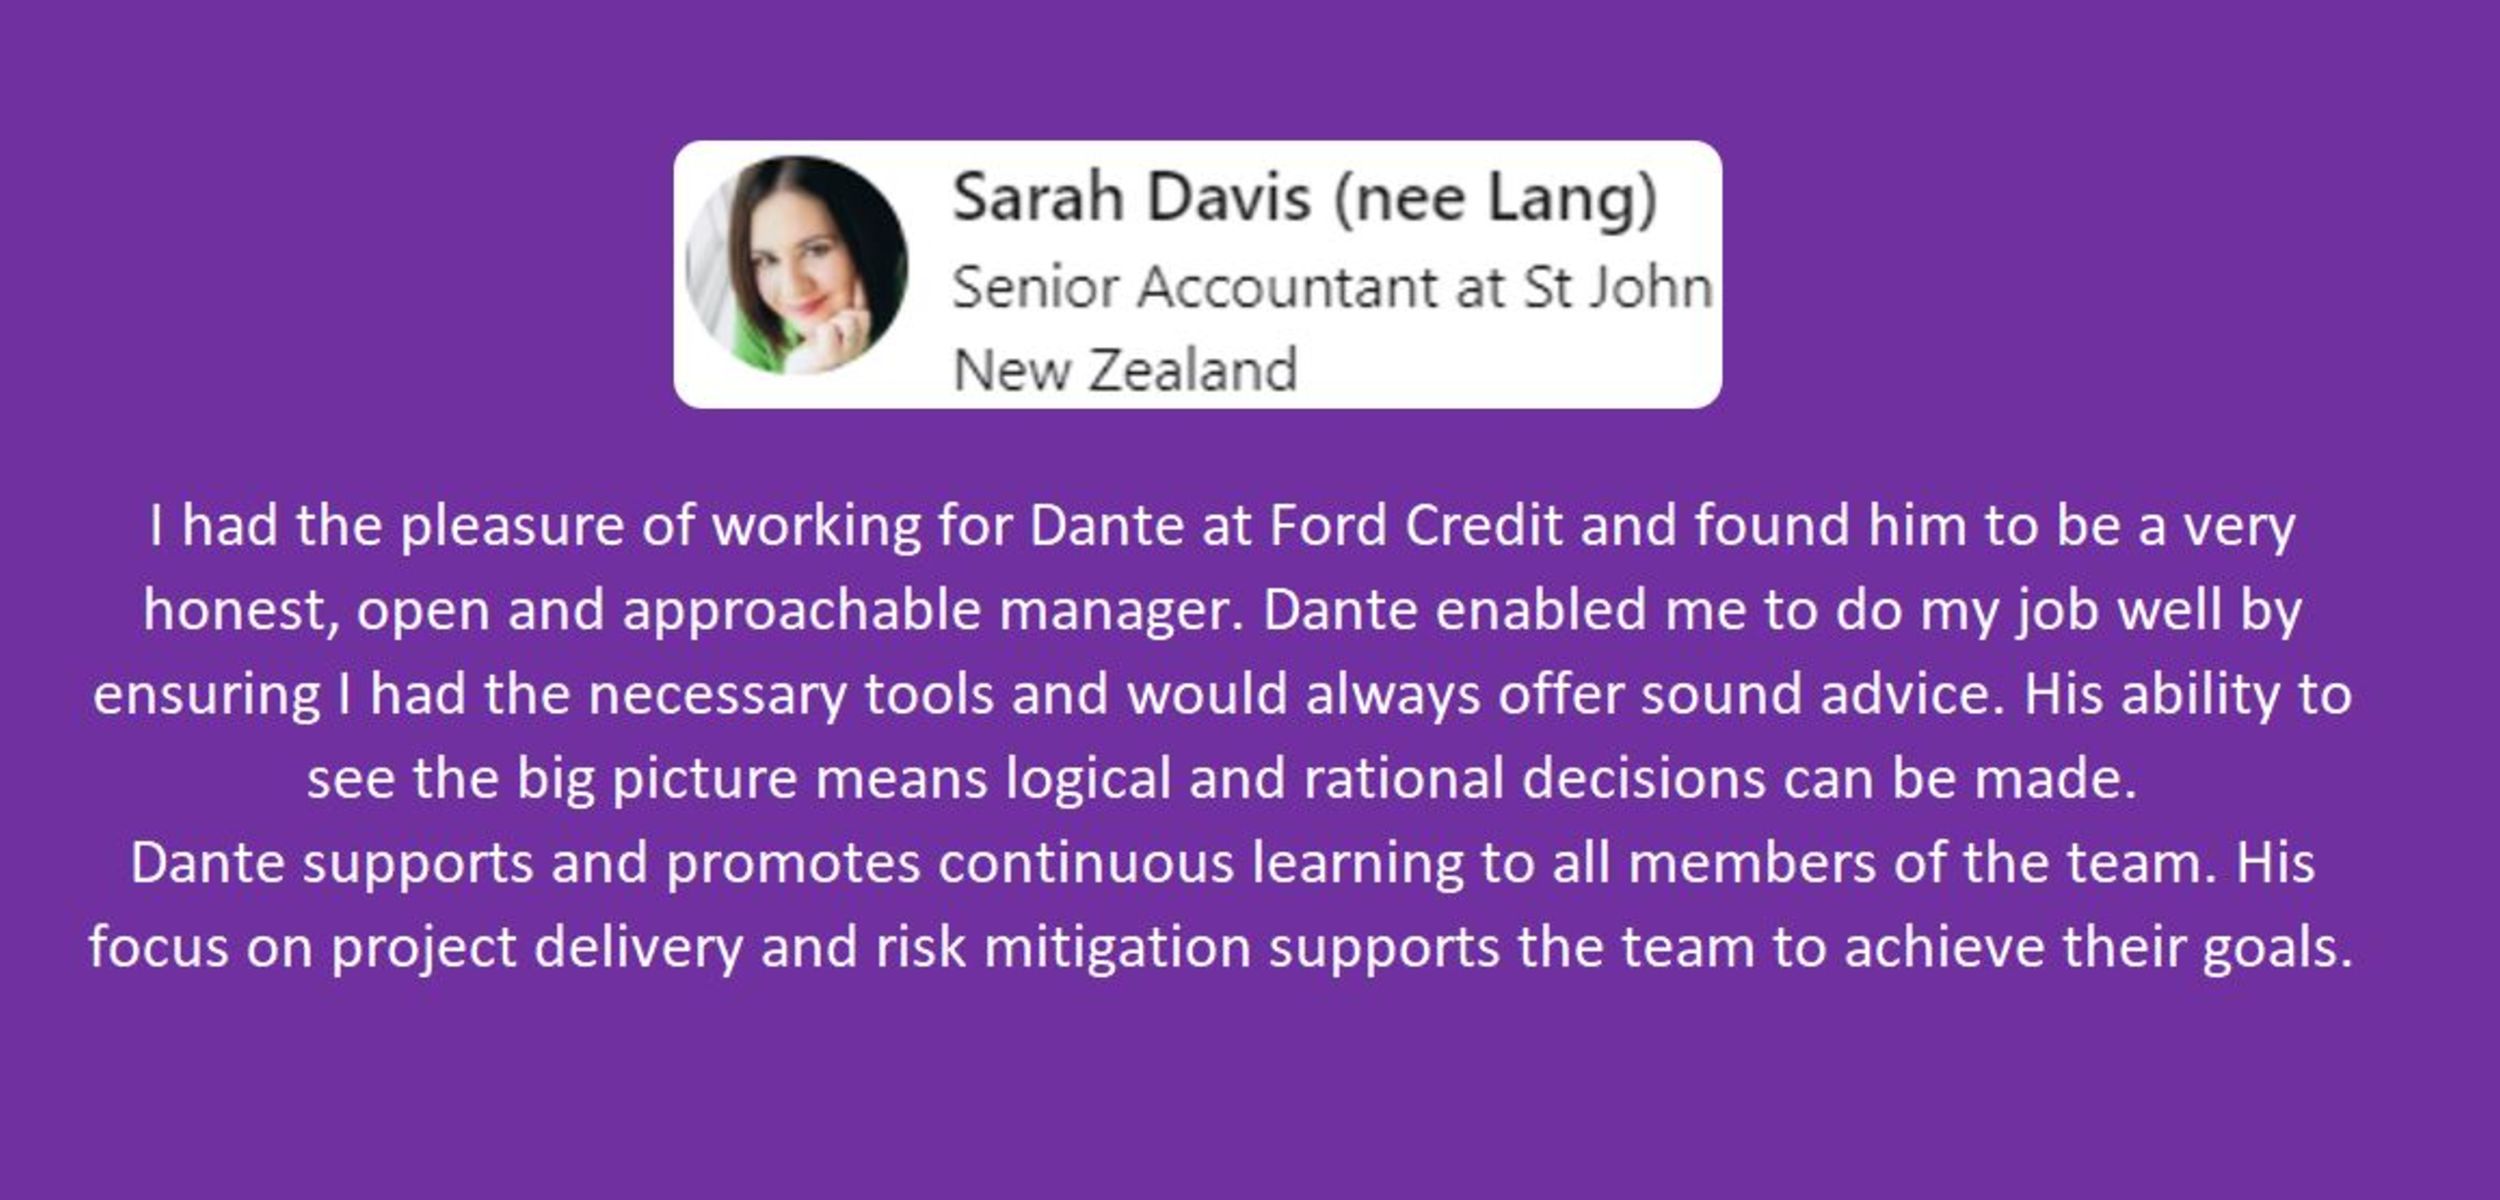 Sarah Davis (nee Lang)
Senior Accountant at St John
New Zealand
I had the pleasure of working for Dante at Ford Credit and found him to be a very
honest, open and approachable manager. Dante enabled me to do my job well by
ensuring I had the necessary tools and would always offer sound advice. His ability to
see the big picture means logical and rational decisions can be made.
Dante supports and promotes continuous learning to all members of the team. His
focus on project delivery and risk mitigation supports the team to achieve their goals.